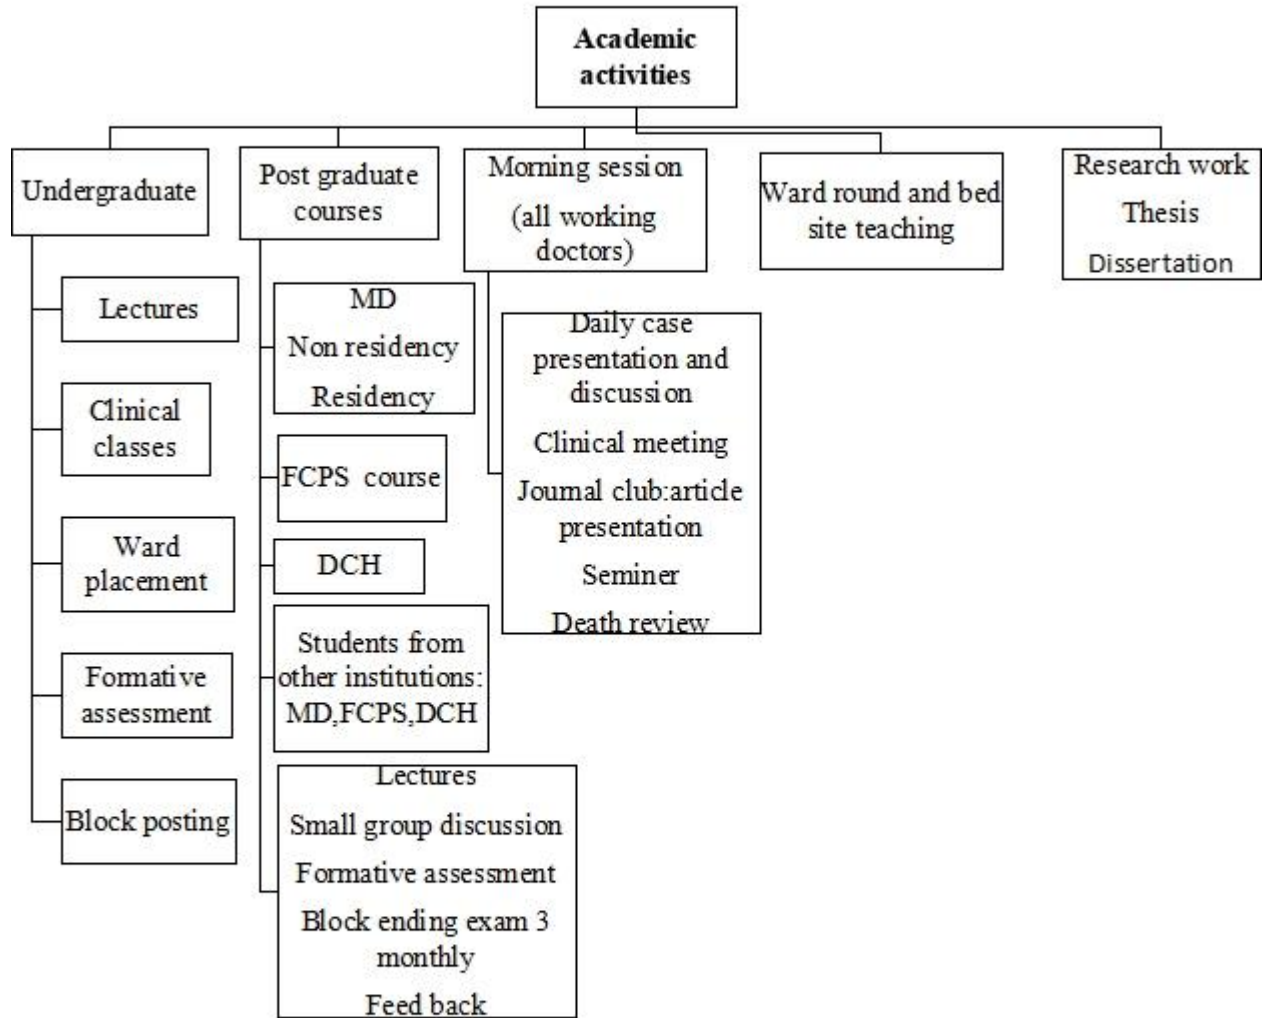 Academic
activities
Undergraduate
Lectures
Clinical
classes
Ward
placement
Formative
assessment
Block posting
Post graduate
courses
MD
Non residency
Residency
FCPS course
DCH
Students from
other institutions:
MD,FCPS,DCH
Lectures
Small group discussion
Formative assessment
Block ending exam 3
monthly
Feed back
Morning session
(all working
doctors)
Daily case
presentation and
discussion
Clinical meeting
Journal club:article
presentation
Seminer
Death review
Ward round and bed
site teaching
Research work
Thesis
Dissertation